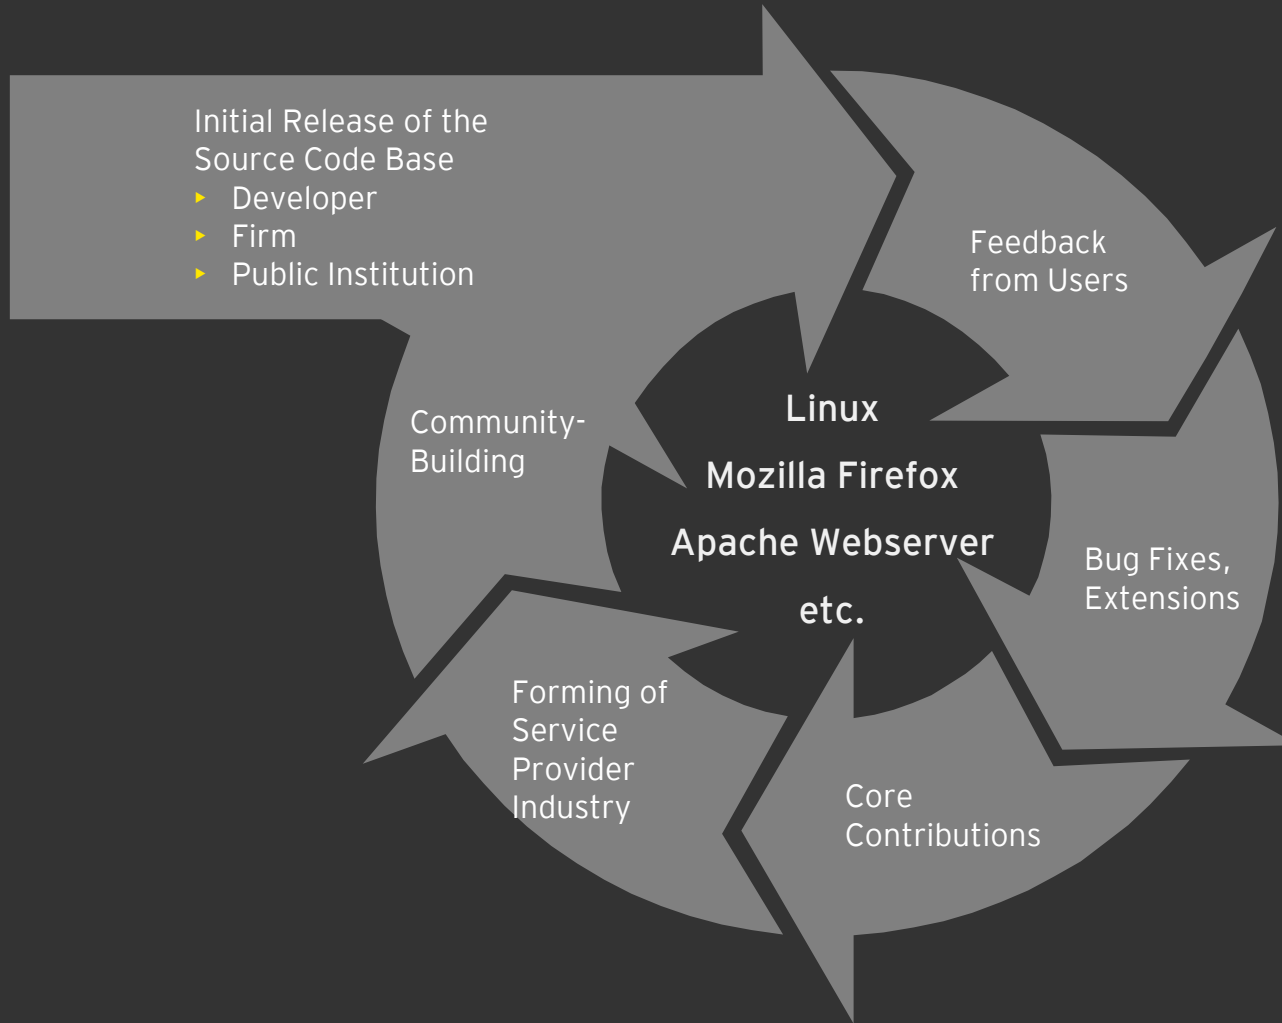 Initial Release of the
Source Code Base
‣ Developer
‣ Firm
‣ Public Institution
Feedback
from Users
Bug Fixes,
Extensions
Core
Contributions
Forming of
Service
Provider
Industry
Community-
Building
Linux
Mozilla Firefox
Apache Webserver
etc.